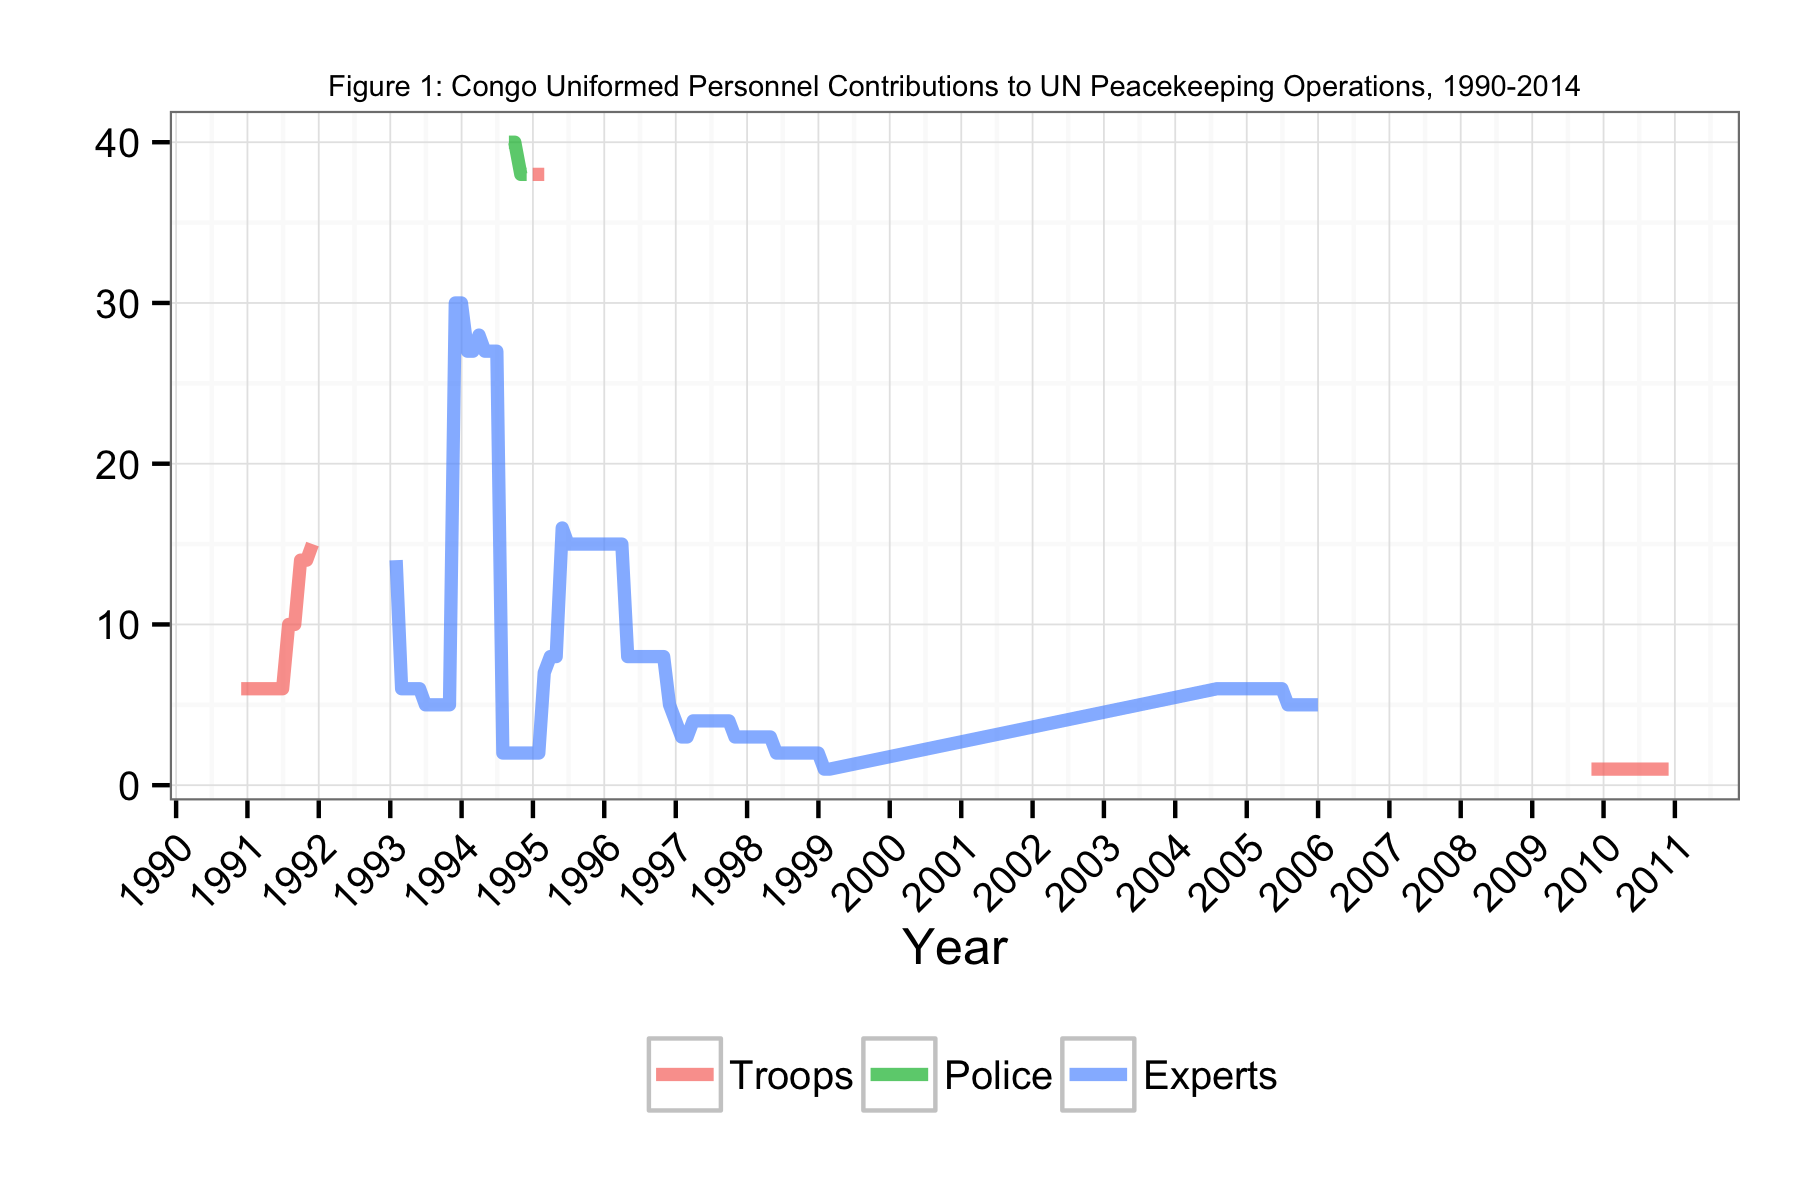 Figure 1: Congo Uniformed Personnel Contributions to UN Peacekeeping Operations, 1990-2014
40
30
20
10
0
1990 1991 1992 1993 1994 1995 1996 1997 1998 1999 2000 2001 2002 2003 2004 2005 2006 2007 2008 2009 2010 2011
Year
Troops Police Experts